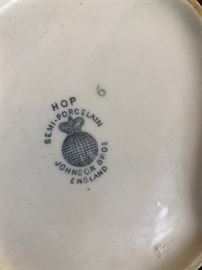 6
HOP
SEMI-PORCELAIN
JOHNSON BROS
ENGLAND